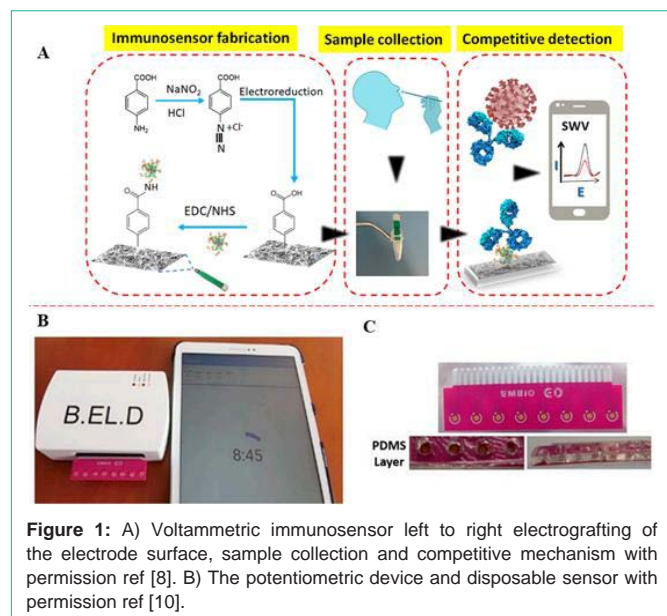 Immunosensor fabrication
Sample collection
Competitive detection
A
COOH
NaNO2
HCl
NH2
COOH
N
+Cl-
N
Electroreduction
SWV
I
E
NH
O
EDC/NHS
O
OH
B
B.EL.D
8:45
C
EMBIO
PDMS
Layer
Figure 1: A) Voltammetric immunosensor left to right electrografting of
the electrode surface, sample collection and competitive mechanism with
permission ref [8]. B) The potentiometric device and disposable sensor with
permission ref [10].